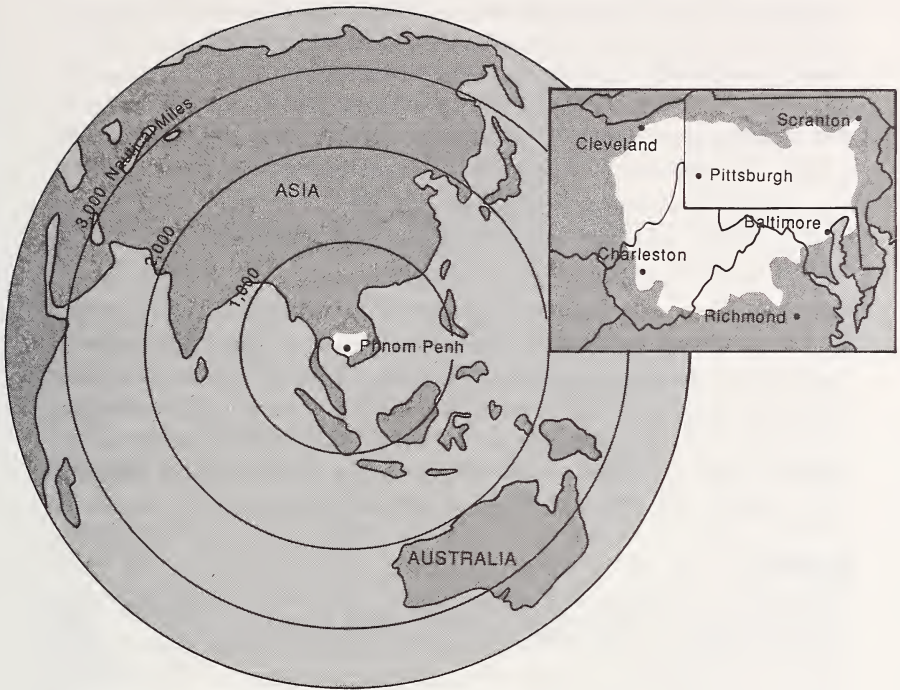 3,000 Nautical Miles
2,000
1,000
ASIA
Phnom Penh
AUSTRALIA
Cleveland
Scranton
Pittsburgh
Baltimore
Charleston
Richmond